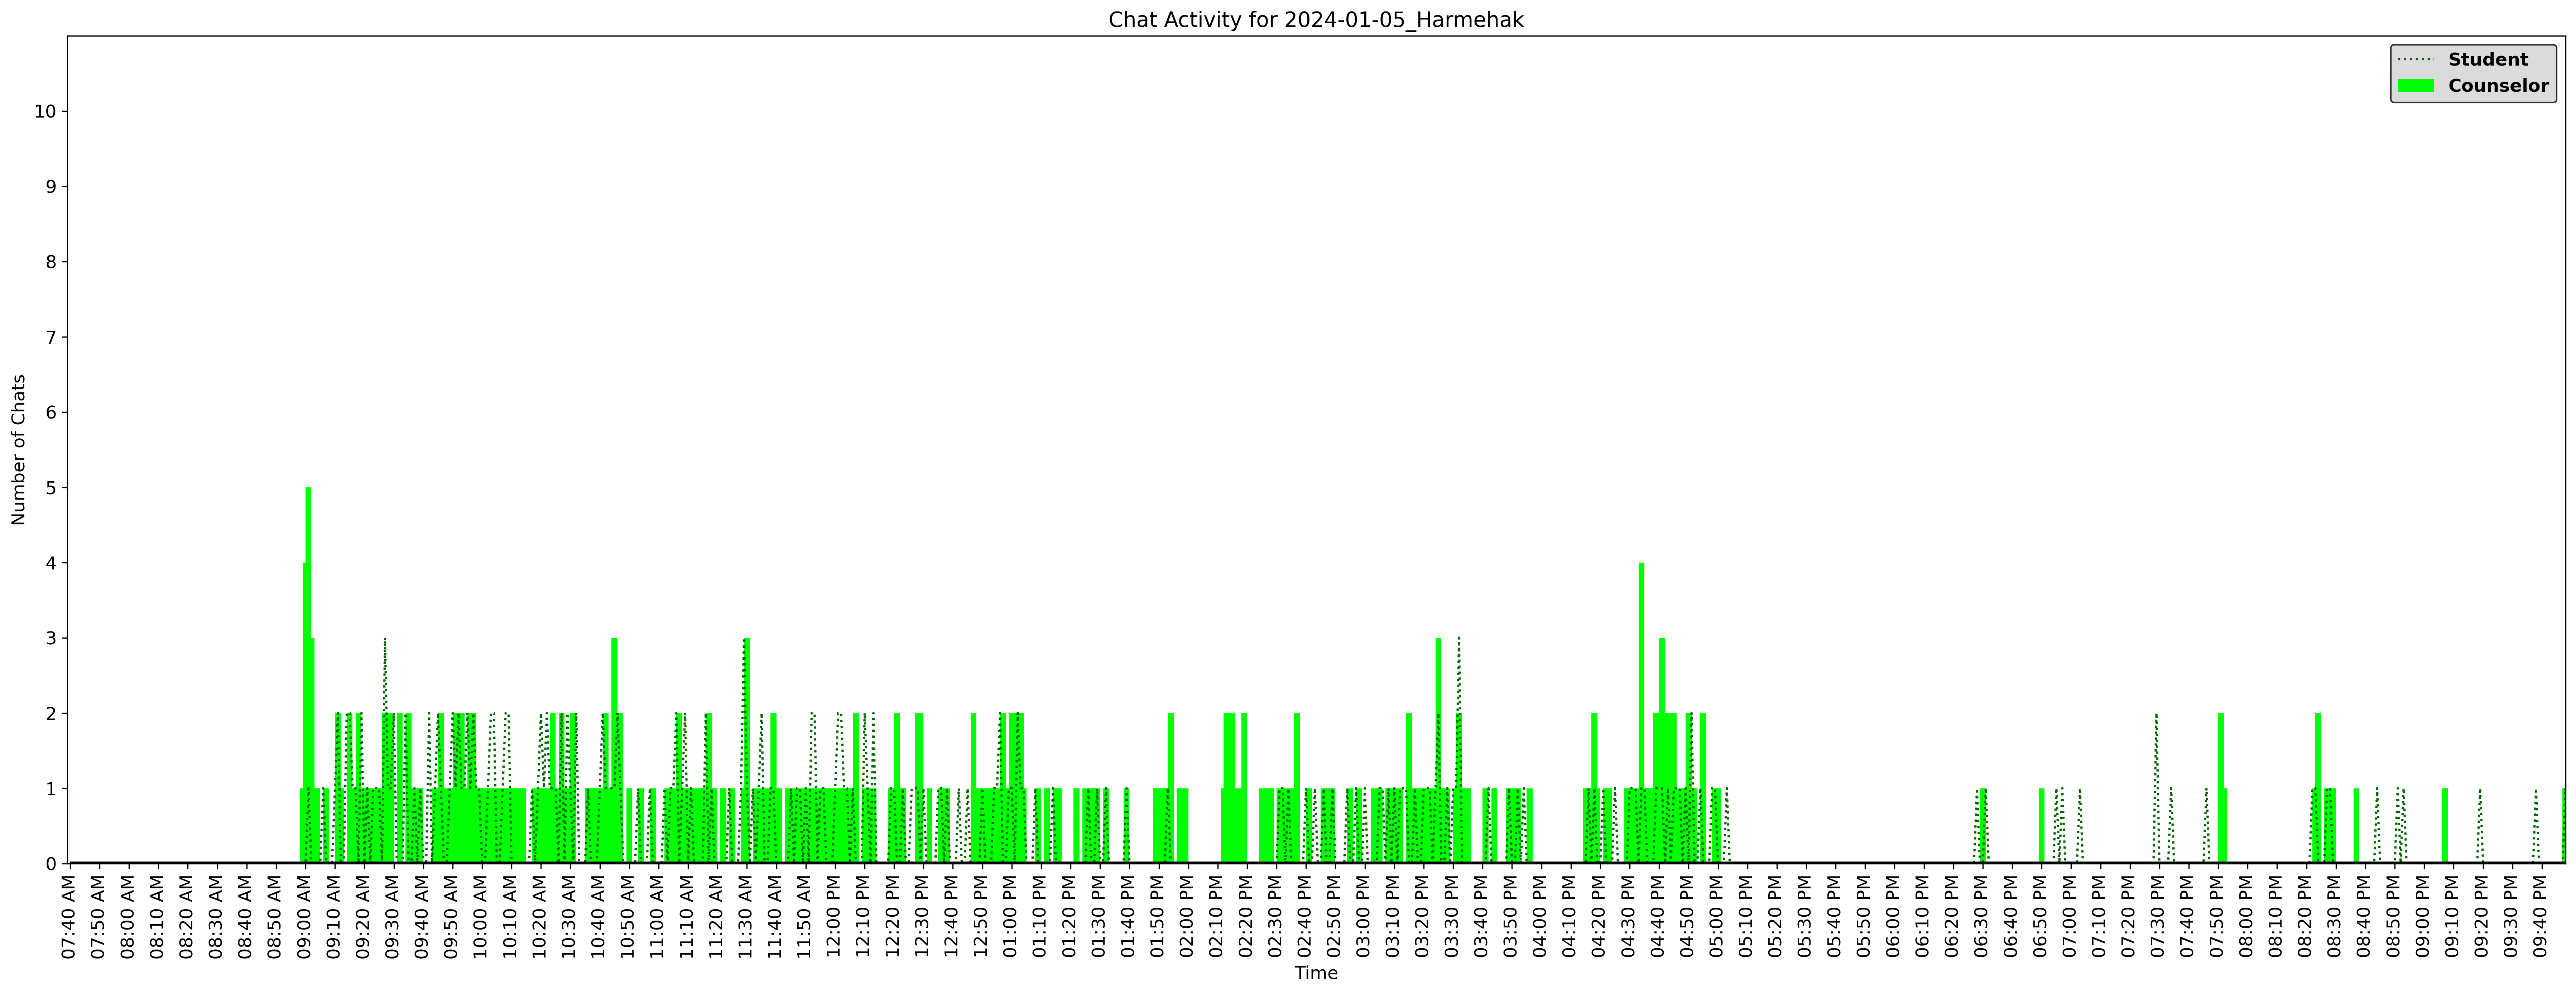 Chat Activity for 2024-01-05_Harmehak
Student
Counselor
Number of Chats
10
9
8
7
6
5
4
3
2
1
0
07:40 AM
07:50 AM
08:00 AM
08:10 AM
08:20 AM
08:30 AM
08:40 AM
08:50 AM
09:00 AM
09:10 AM
09:20 AM
09:30 AM
09:40 AM
09:50 AM
10:00 AM
10:10 AM
10:20 AM
10:30 AM
10:40 AM
10:50 AM
11:00 AM
11:10 AM
11:20 AM
11:30 AM
11:40 AM
11:50 AM
12:00 PM
12:10 PM
12:20 PM
12:30 PM
12:40 PM
12:50 PM
01:00 PM
01:10 PM
01:20 PM
01:30 PM
01:40 PM
01:50 PM
02:00 PM
02:10 PM
02:20 PM
02:30 PM
02:40 PM
02:50 PM
03:00 PM
03:10 PM
03:20 PM
03:30 PM
03:40 PM
03:50 PM
04:00 PM
04:10 PM
04:20 PM
04:30 PM
04:40 PM
04:50 PM
05:00 PM
05:10 PM
05:20 PM
05:30 PM
05:40 PM
05:50 PM
06:00 PM
06:10 PM
06:20 PM
06:30 PM
06:40 PM
06:50 PM
07:00 PM
07:10 PM
07:20 PM
07:30 PM
07:40 PM
07:50 PM
08:00 PM
08:10 PM
08:20 PM
08:30 PM
08:40 PM
08:50 PM
09:00 PM
09:10 PM
09:20 PM
09:30 PM
09:40 PM
Time